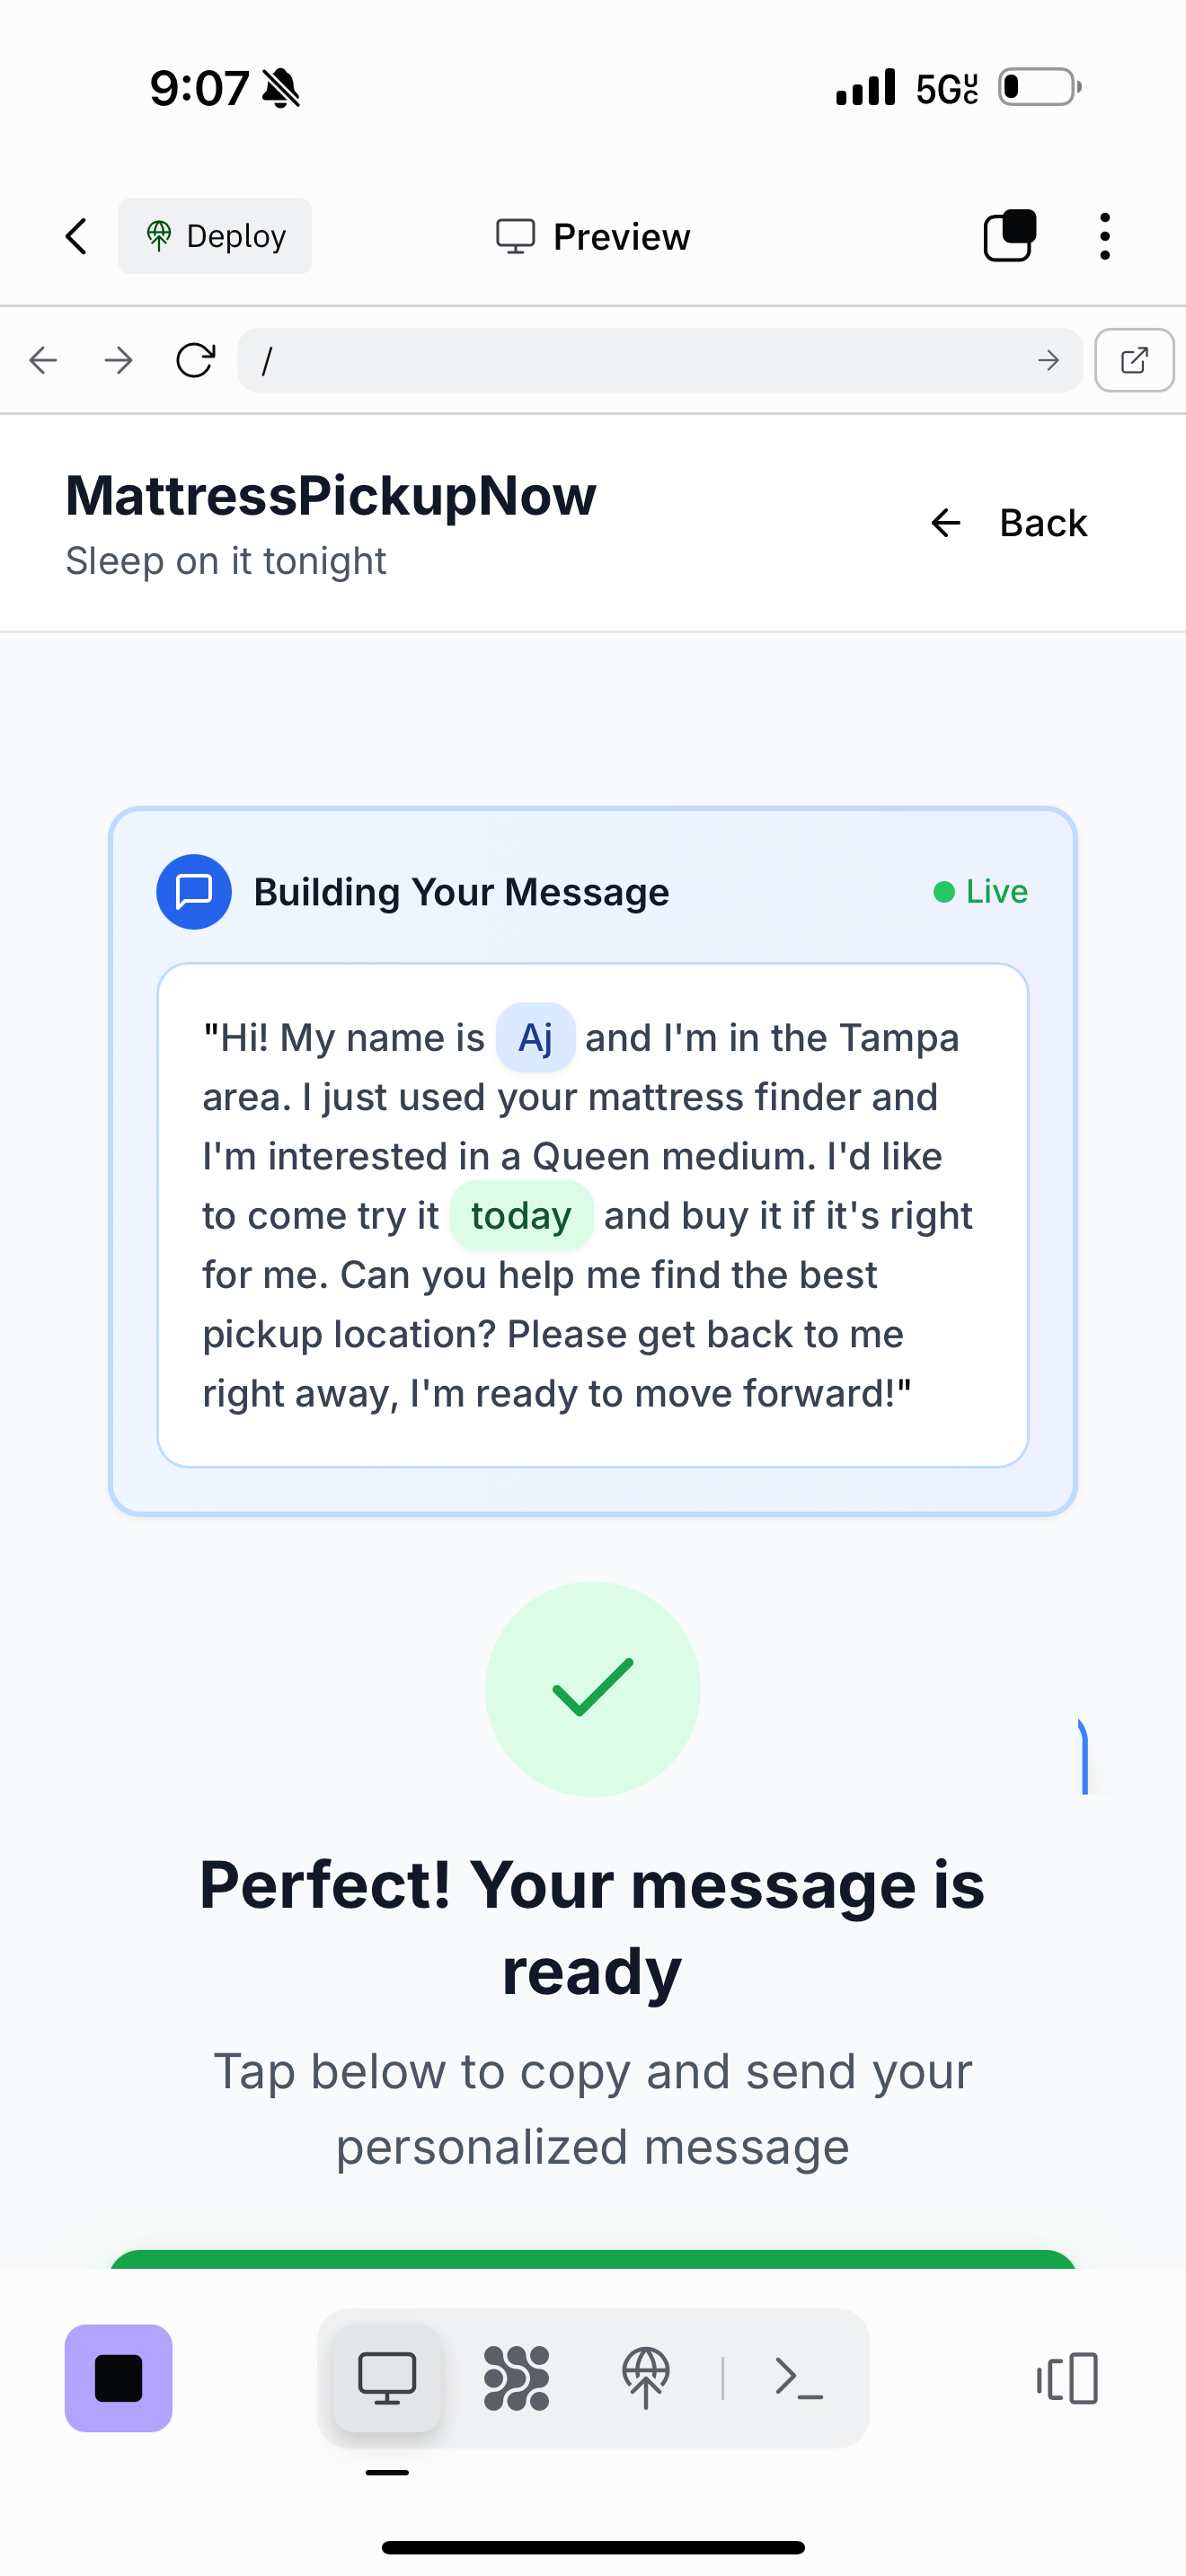 9:07
5GUC
Deploy
Preview
/
MattressPickupNow
Sleep on it tonight
Back
Building Your Message
Live
"Hi! My name is Aj and I'm in the Tampa
area. I just used your mattress finder and
I'm interested in a Queen medium. I'd like
to come try it today and buy it if it's right
for me. Can you help me find the best
pickup location? Please get back to me
right away, I'm ready to move forward!"
Perfect! Your message is
ready
Tap below to copy and send your
personalized message